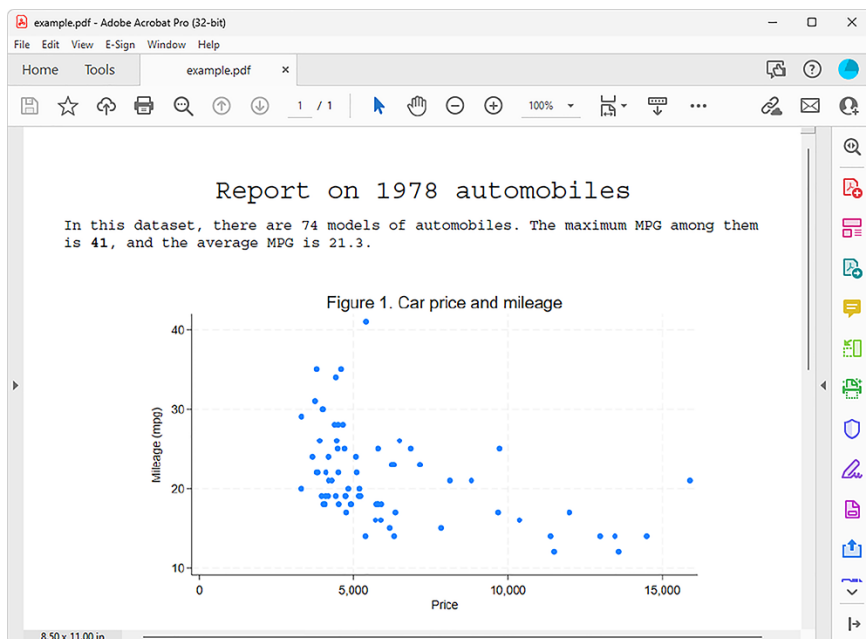 example.pdf - Adobe Acrobat Pro (32-bit)
File Edit View E-Sign Window Help
Home Tools example.pdf ×
1 / 1 100%
Report on 1978 automobiles
In this dataset, there are 74 models of automobiles. The maximum MPG among them
is 41, and the average MPG is 21.3.
Figure 1. Car price and mileage
40
30
20
10
Mileage (mpg)
0 5,000 10,000 15,000
Price
8.50 x 11.00 in